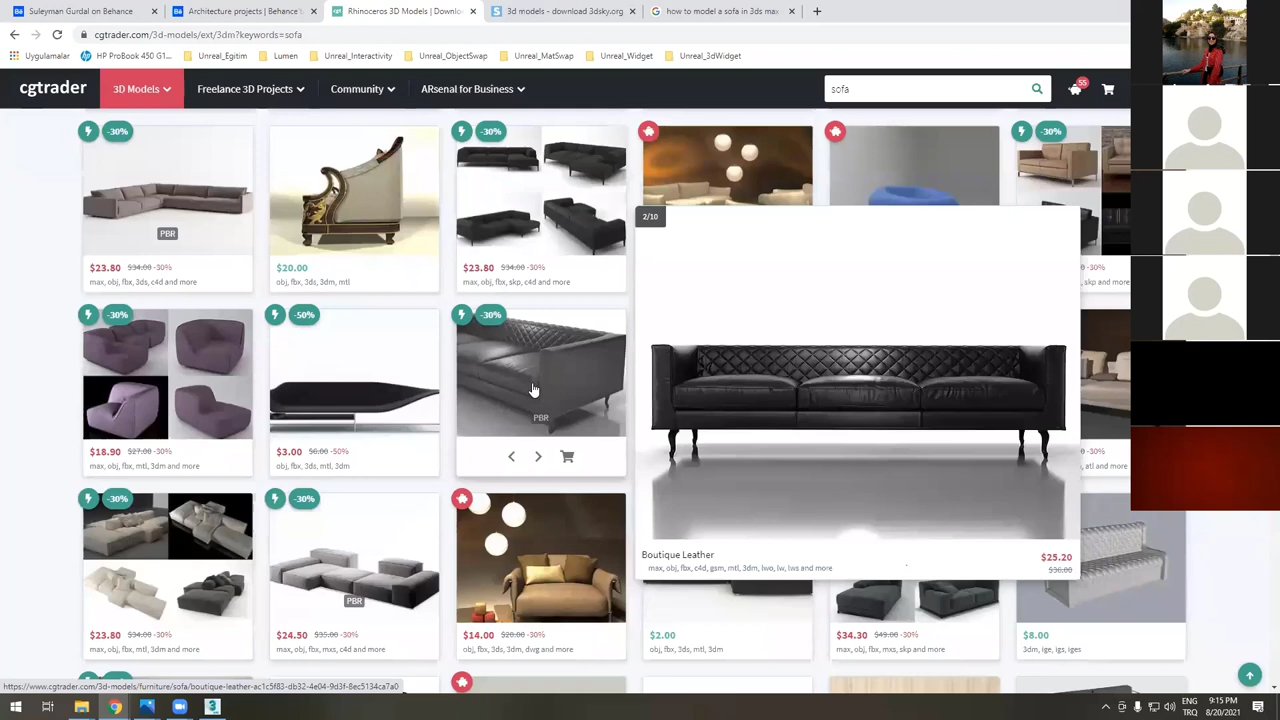 Süleyman Gurdal on Behance
Architecture projects | Behance
Rhinoceros 3D Models | Downlo
3d models - download 3dsky.org
how to model a sofa in 3ds max
cgtrader.com/3d-models/ext/3dm?keywords=sofa
Uygulamalar
HP ProBook 450 G1...
Unreal_Egitim
Lumen
Unreal_Interactivity
Unreal_ObjectSwap
Unreal_MatSwap
Unreal_Widget
Unreal_3dWidget
cgtrader
3D Models
Freelance 3D Projects
Community
ARsenal for Business
sofa
55
-30%
-30%
-30%
PBR
2/10
$23.80 $34.00 -30%
max, obj, fbx, 3ds, c4d and more
$20.00
obj, fbx, 3ds, 3dm, mtl
$23.80 $34.00 -30%
max, obj, fbx, skp, c4d and more
-30%
, skp and more
-30%
-50%
-30%
PBR
$18.90 $27.00 -30%
max, obj, fbx, mtl, 3dm and more
$3.00 $6.00 -50%
obj, fbx, 3ds, mtl, 3dm
-30%
, atl and more
-30%
-30%
PBR
Boutique Leather
$25.20
max, obj, fbx, c4d, gsm, mtl, 3dm, lwo, lw, lws and more
$36.00
$23.80 $34.00 -30%
max, obj, fbx, mtl, 3dm and more
$24.50 $35.00 -30%
max, obj, fbx, mxs, c4d and more
$14.00 $20.00 -30%
obj, fbx, 3ds, 3dm, dwg and more
$2.00
obj, fbx, 3ds, mtl, 3dm
$34.30 $49.00 -30%
max, obj, fbx, mxs, skp and more
$8.00
3dm, ige, igs, iges
https://www.cgtrader.com/3d-models/furniture/sofa/boutique-leather-ac1c5f83-db32-4e04-9d3f-8ec5134ca7a0
ENG
TRQ
9:15 PM
8/20/2021